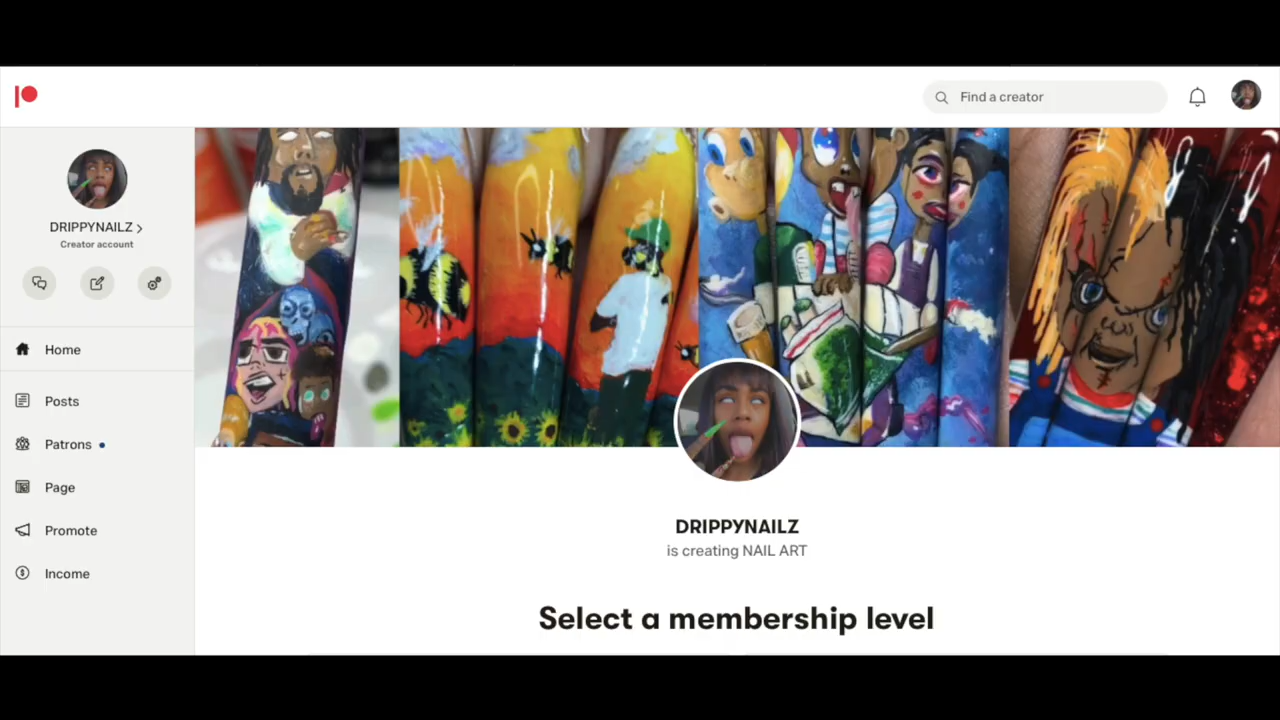 Find a creator
DRIPPYNAILZ
Creator account
Home
Posts
Patrons
Page
Promote
Income
DRIPPYNAILZ
is creating NAIL ART
Select a membership level